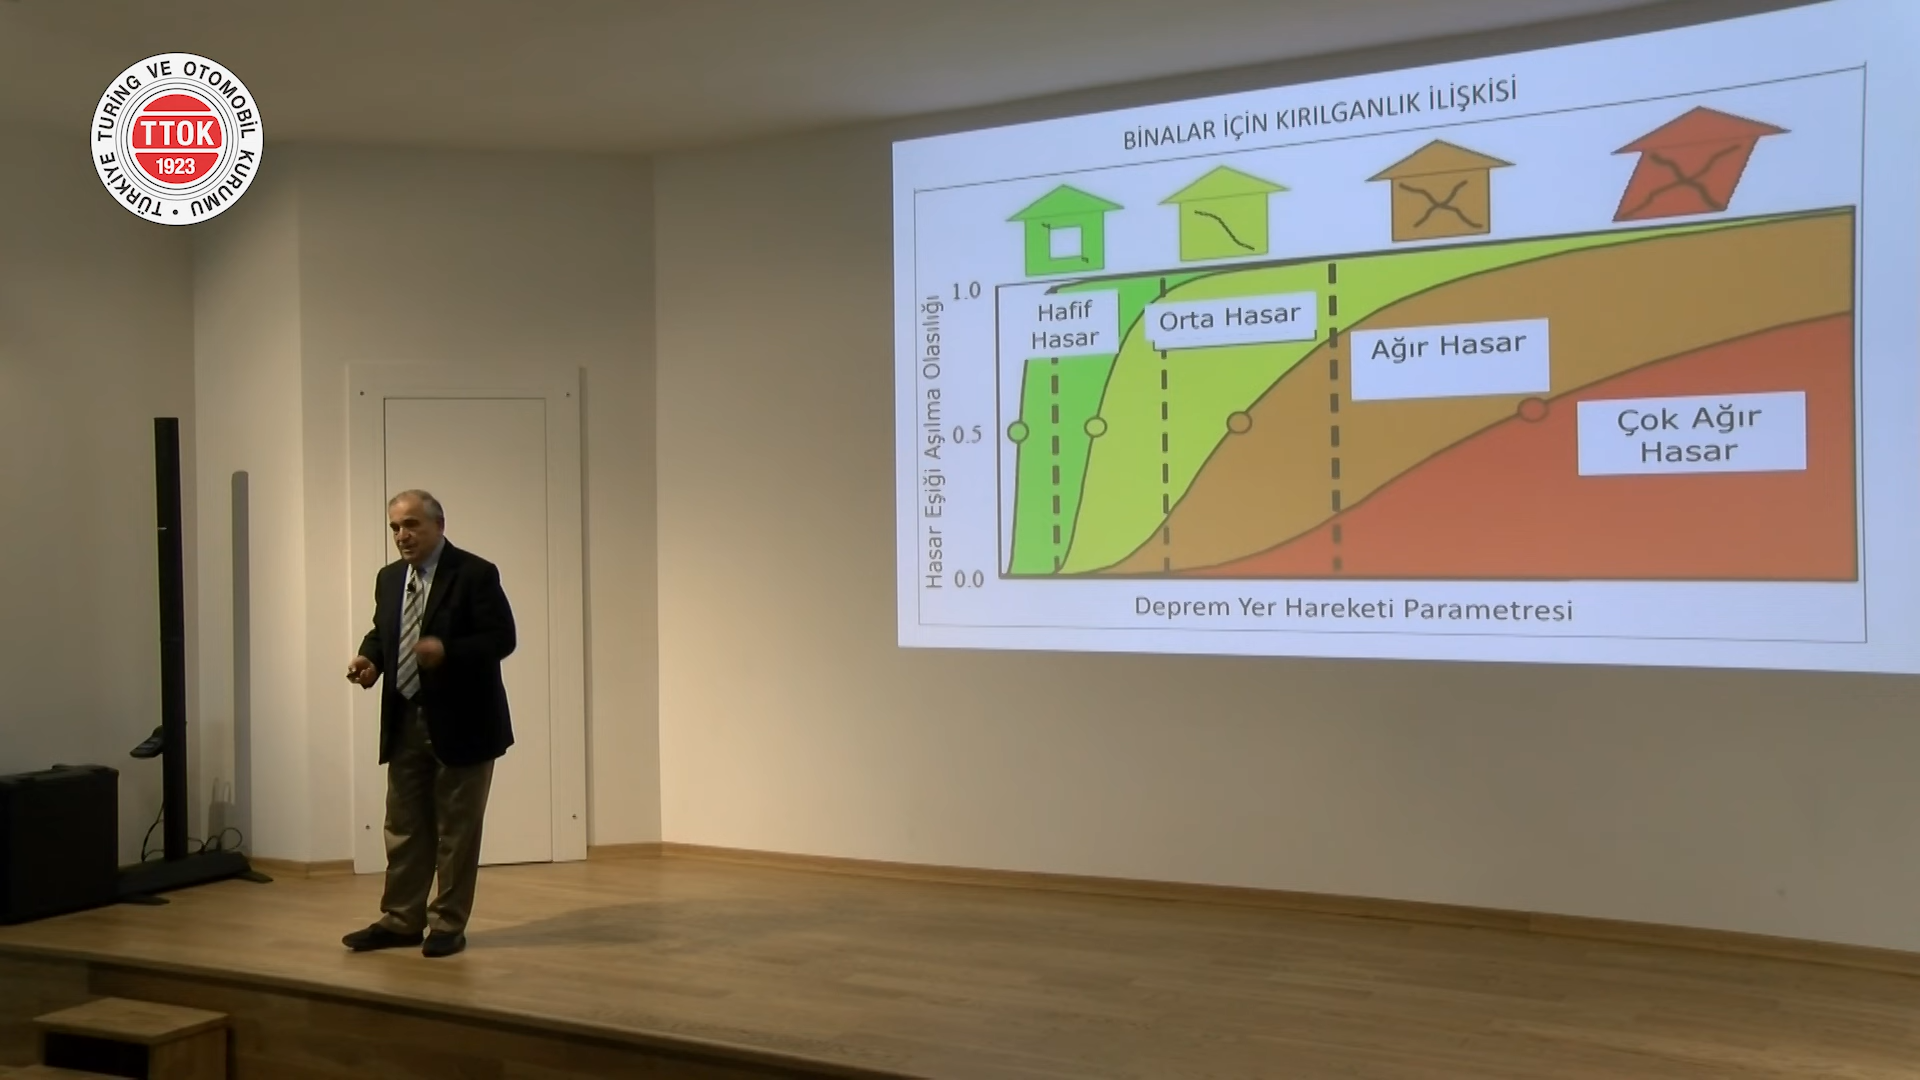 TÜRKİYE TURİNG VE OTOMOBİL KURUMU •
TTOK
1923
BİNALAR İÇİN KIRILGANLIK İLİŞKİSİ
Hasar Eşiği Aşılma Olasılığı
1.0
0.5
0.0
Hafif
Hasar
Orta Hasar
Ağır Hasar
Çok Ağır
Hasar
Deprem Yer Hareketi Parametresi